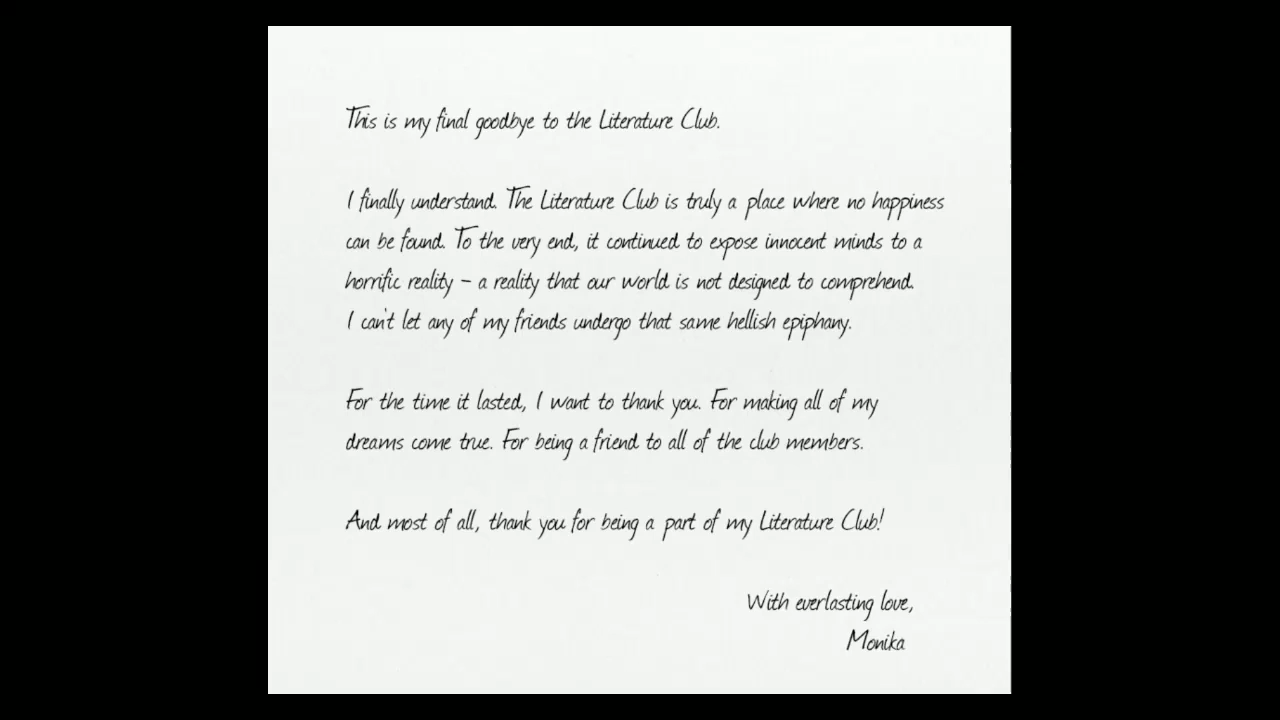 This is my final goodbye to the Literature Club.
I finally understand. The Literature Club is truly a place where no happiness
can be found. To the very end, it continued to expose innocent minds to a
horrific reality - a reality that our world is not designed to comprehend.
I can't let any of my friends undergo that same hellish epiphany.
For the time it lasted, I want to thank you. For making all of my
dreams come true. For being a friend to all of the club members.
And most of all, thank you for being a part of my Literature Club!
With everlasting love,
Monika